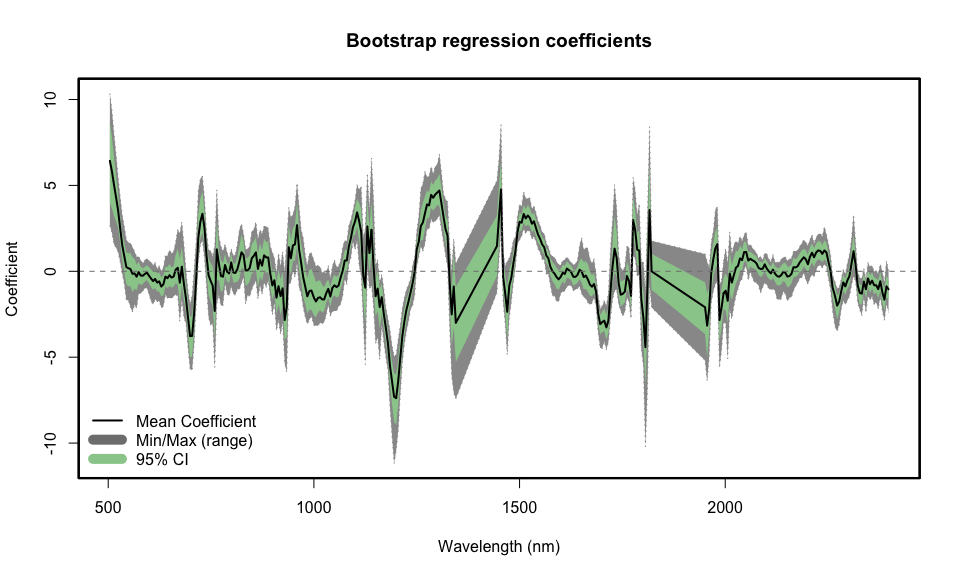 Bootstrap regression coefficients
Coefficient
10
5
0
-5
-10
Mean Coefficient
Min/Max (range)
95% CI
500
1000
1500
2000
Wavelength (nm)